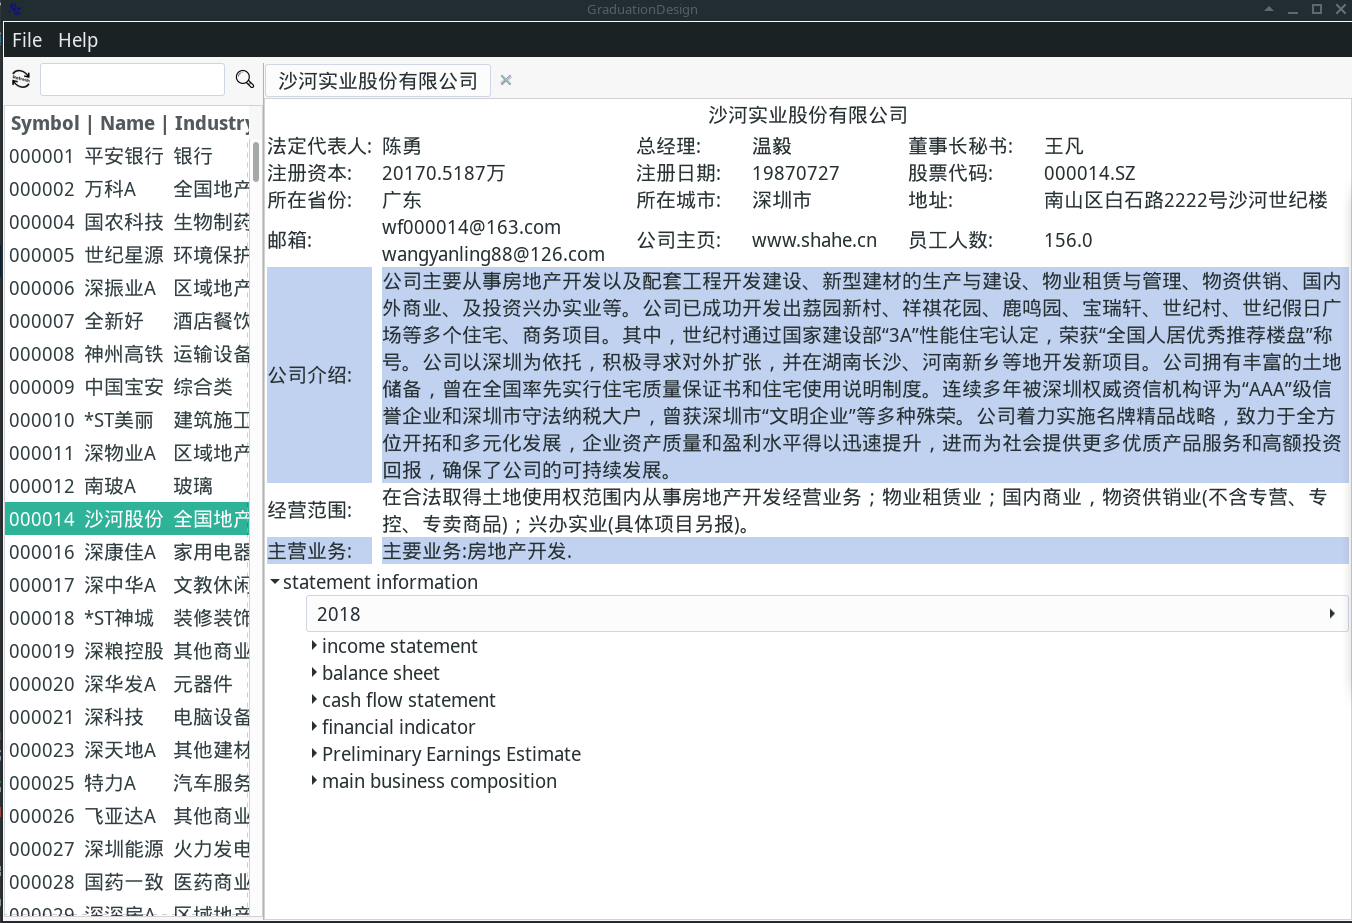 GraduationDesign
File Help
沙河实业股份有限公司
Symbol | Name | Industry
000001 平安银行 银行
000002 万科A 全国地产
000004 国农科技 生物制药
000005 世纪星源 环境保护
000006 深振业A 区域地产
000007 全新好 酒店餐饮
000008 神州高铁 运输设备
000009 中国宝安 综合类
000010 *ST美丽 建筑施工
000011 深物业A 区域地产
000012 南玻A 玻璃
000014 沙河股份 全国地产
000016 深康佳A 家用电器
000017 深中华A 文教休闲
000018 *ST神城 装修装饰
000019 深粮控股 其他商业
000020 深华发A 元器件
000021 深科技 电脑设备
000023 深天地A 其他建材
000025 特力A 汽车服务
000026 飞亚达A 其他商业
000027 深圳能源 火力发电
000028 国药一致 医药商业
000029 深深房A 区域地产
沙河实业股份有限公司
法定代表人: 陈勇 总经理: 温毅 董事长秘书: 王凡
注册资本: 20170.5187万 注册日期: 19870727 股票代码: 000014.SZ
所在省份: 广东 所在城市: 深圳市 地址: 南山区白石路2222号沙河世纪楼
邮箱: wf000014@163.com
wangyanling88@126.com 公司主页: www.shahe.cn 员工人数: 156.0
公司介绍:
公司主要从事房地产开发以及配套工程开发建设、新型建材的生产与建设、物业租赁与管理、物资供销、国内
外商业、及投资兴办实业等。公司已成功开发出荔园新村、祥祺花园、鹿鸣园、宝瑞轩、世纪村、世纪假日广
场等多个住宅、商务项目。其中，世纪村通过国家建设部“3A”性能住宅认定，荣获“全国人居优秀推荐楼盘”称
号。公司以深圳为依托，积极寻求对外扩张，并在湖南长沙、河南新乡等地开发新项目。公司拥有丰富的土地
储备，曾在全国率先实行住宅质量保证书和住宅使用说明制度。连续多年被深圳权威资信机构评为“AAA”级信
誉企业和深圳市守法纳税大户，曾获深圳市“文明企业”等多种殊荣。公司着力实施名牌精品战略，致力于全方
位开拓和多元化发展，企业资产质量和盈利水平得以迅速提升，进而为社会提供更多优质产品服务和高额投资
回报，确保了公司的可持续发展。
经营范围:
在合法取得土地使用权范围内从事房地产开发经营业务；物业租赁业；国内商业，物资供销业(不含专营、专
控、专卖商品)；兴办实业(具体项目另报)。
主营业务: 主要业务:房地产开发.
statement information
2018
income statement
balance sheet
cash flow statement
financial indicator
Preliminary Earnings Estimate
main business composition